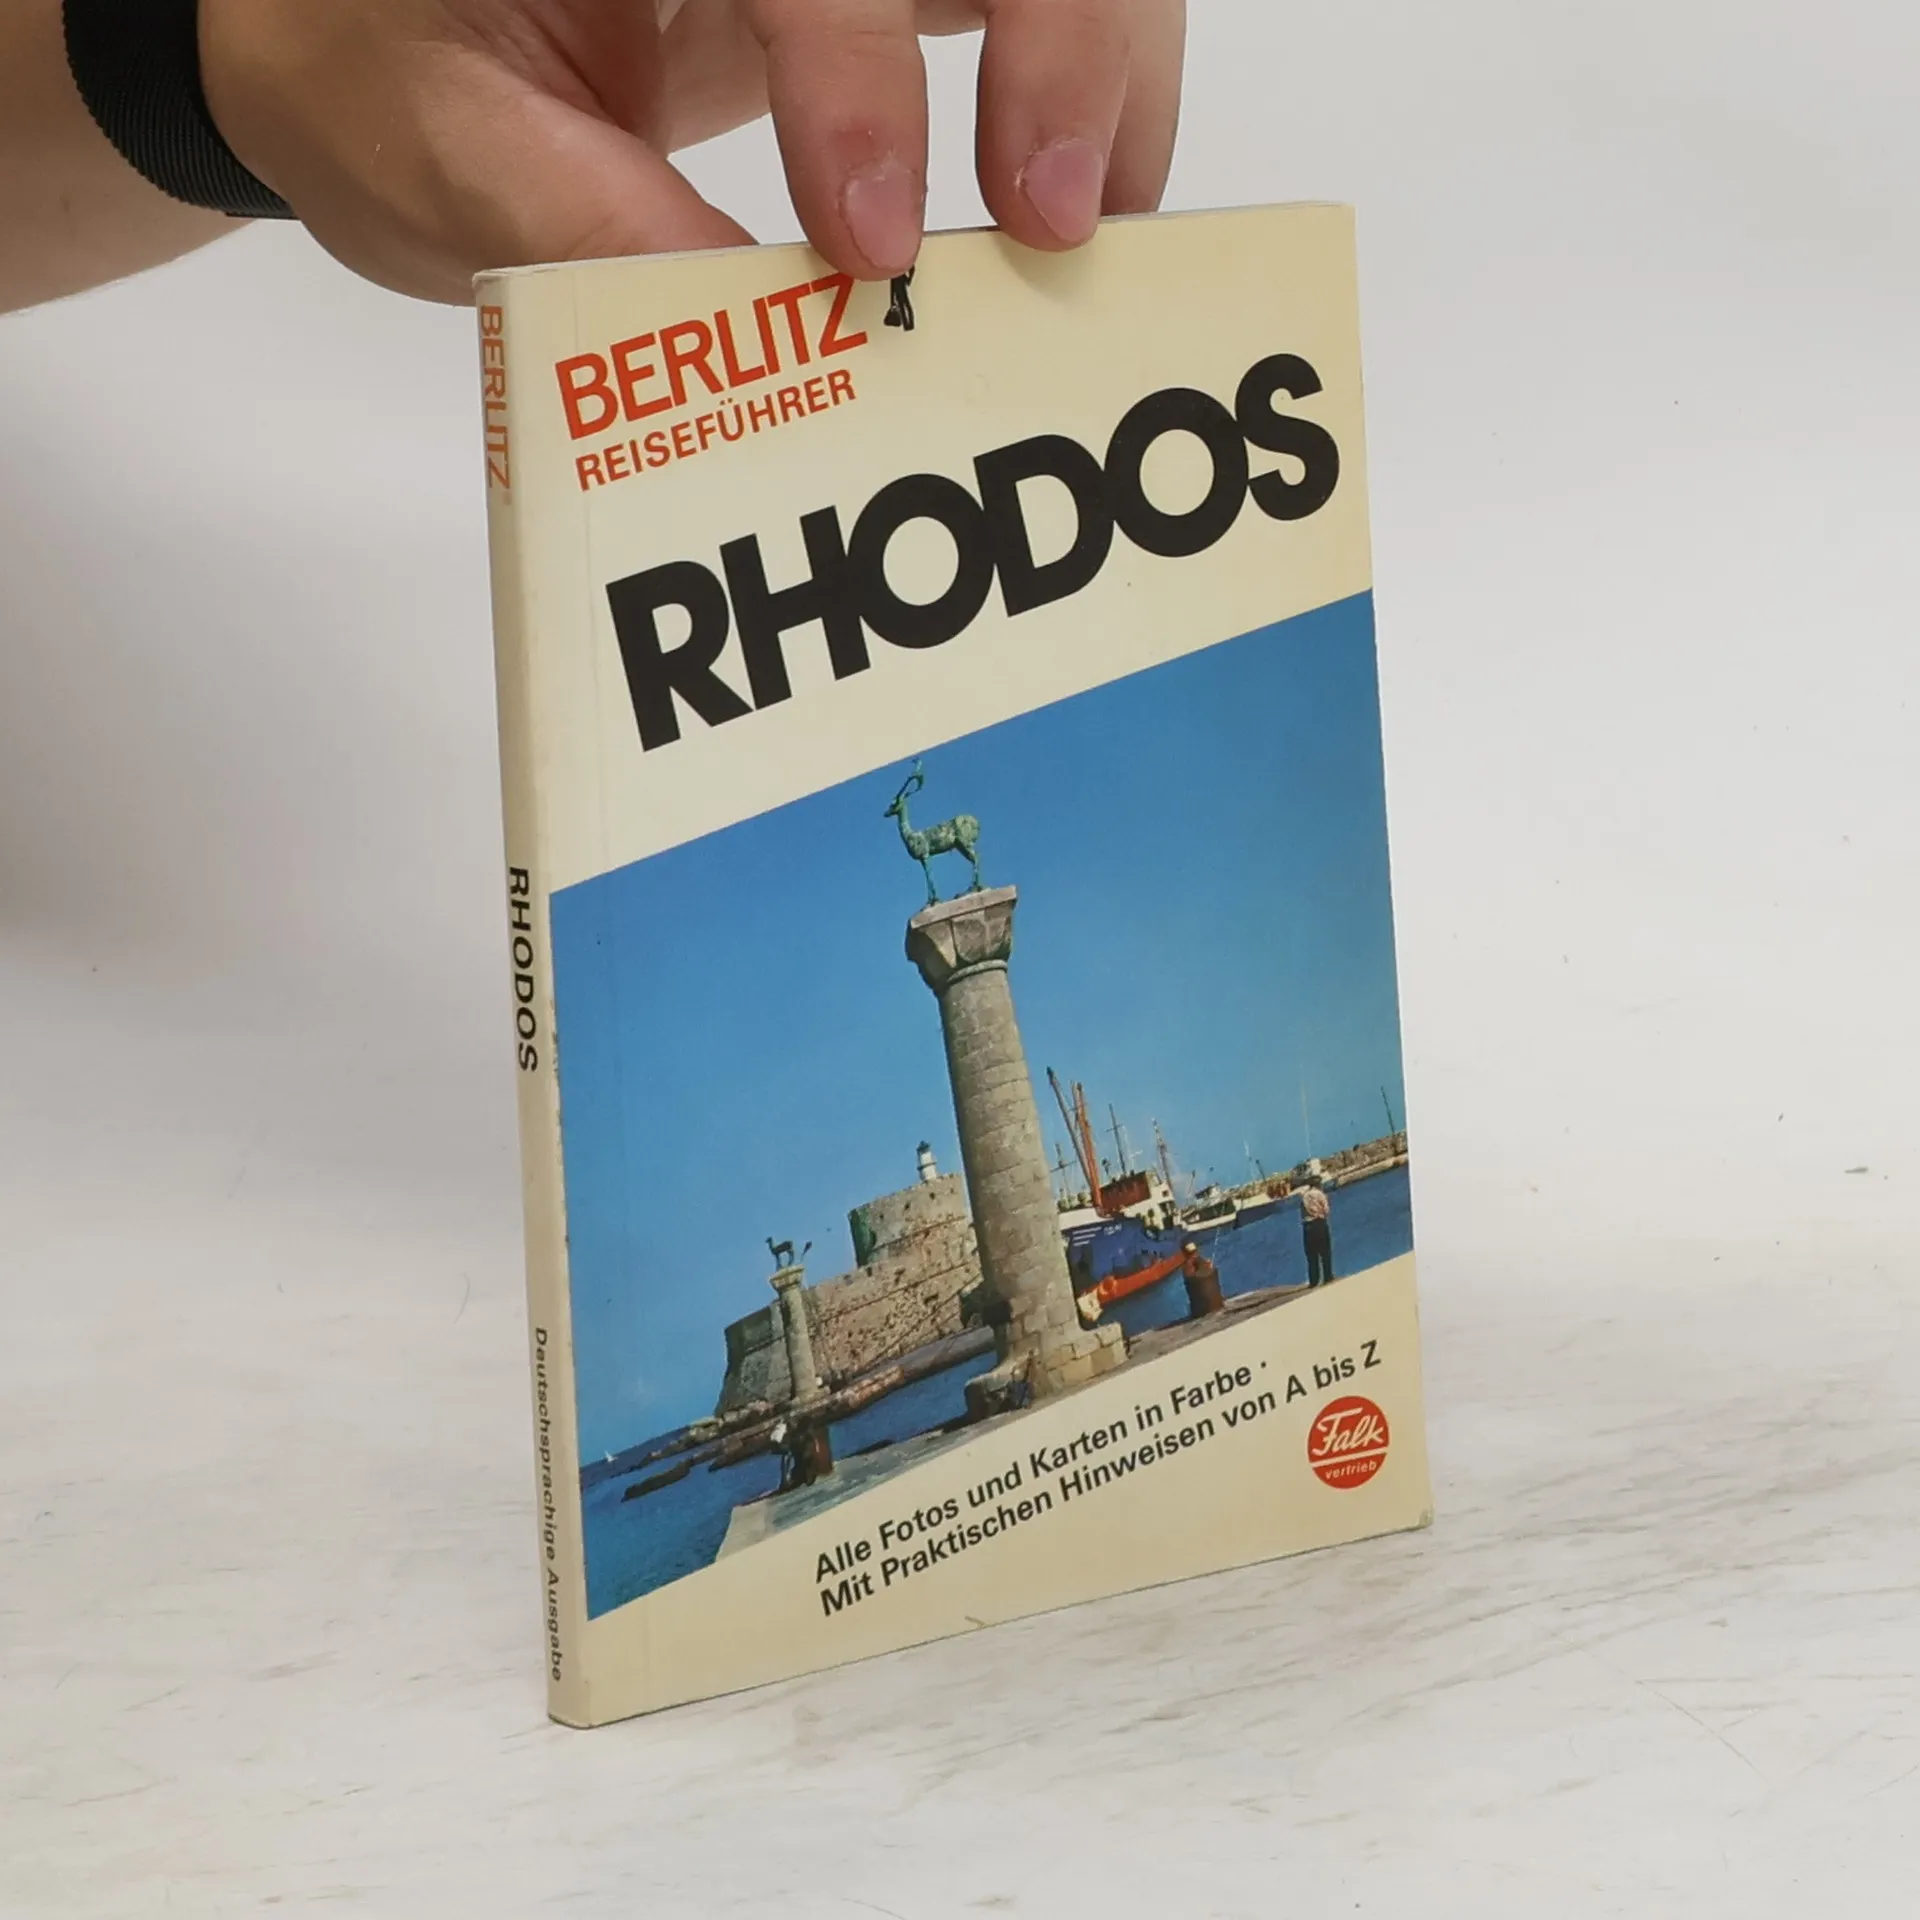 BERLITZ
REISEFÜHRER
RHODOS
Alle Fotos und Karten in Farbe ·
Mit Praktischen Hinweisen von A bis Z
Falk
vertrieb
BERLITZ®
RHODOS
Deutschsprachige Ausgabe